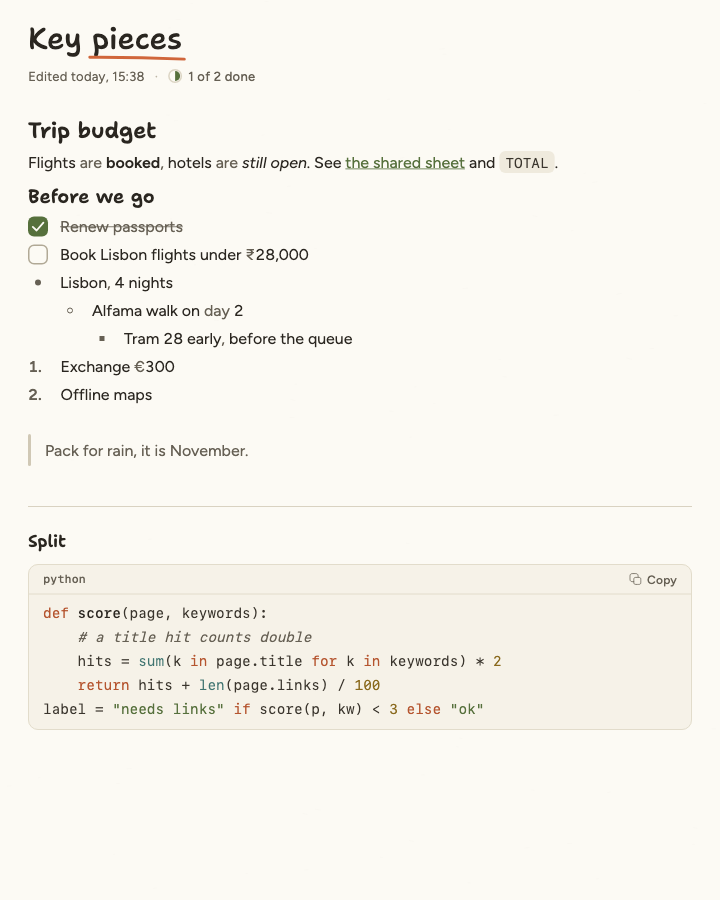 Key pieces
Edited today, 15:38 · 1 of 2 done
Trip budget
Flights are booked, hotels are still open. See the shared sheet and TOTAL.
Before we go
Renew passports
Book Lisbon flights under ₹28,000
Lisbon, 4 nights
Alfama walk on day 2
Tram 28 early, before the queue
1. Exchange €300
2. Offline maps
Pack for rain, it is November.
Split
python Copy
def score(page, keywords):
    # a title hit counts double
    hits = sum(k in page.title for k in keywords) * 2
    return hits + len(page.links) / 100
label = "needs links" if score(p, kw) < 3 else "ok"